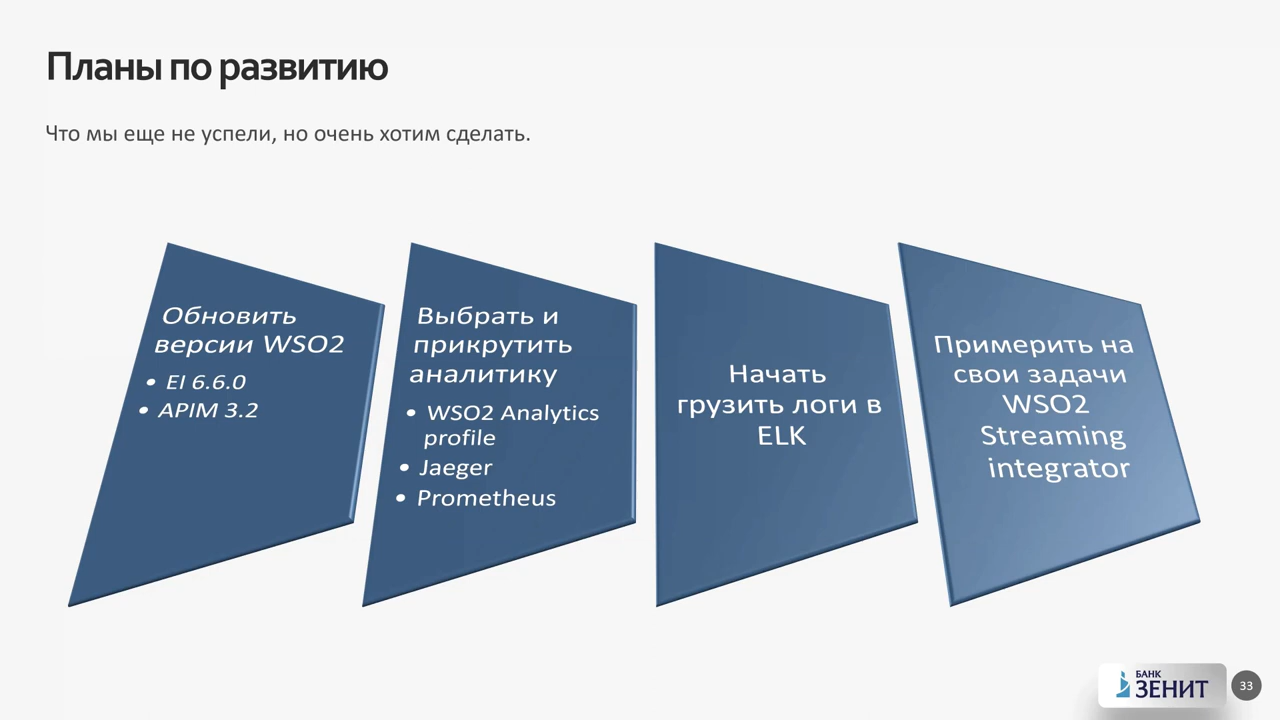 Планы по развитию
Что мы еще не успели, но очень хотим сделать.
Обновить
версии WSO2
• EI 6.6.0
• APIM 3.2
Выбрать и
прикрутить
аналитику
• WSO2 Analytics
profile
• Jaeger
• Prometheus
Начать
грузить логи в
ELK
Примерить на
свои задачи
WSO2
Streaming
integrator
БАНК
ЗЕНИТ
33